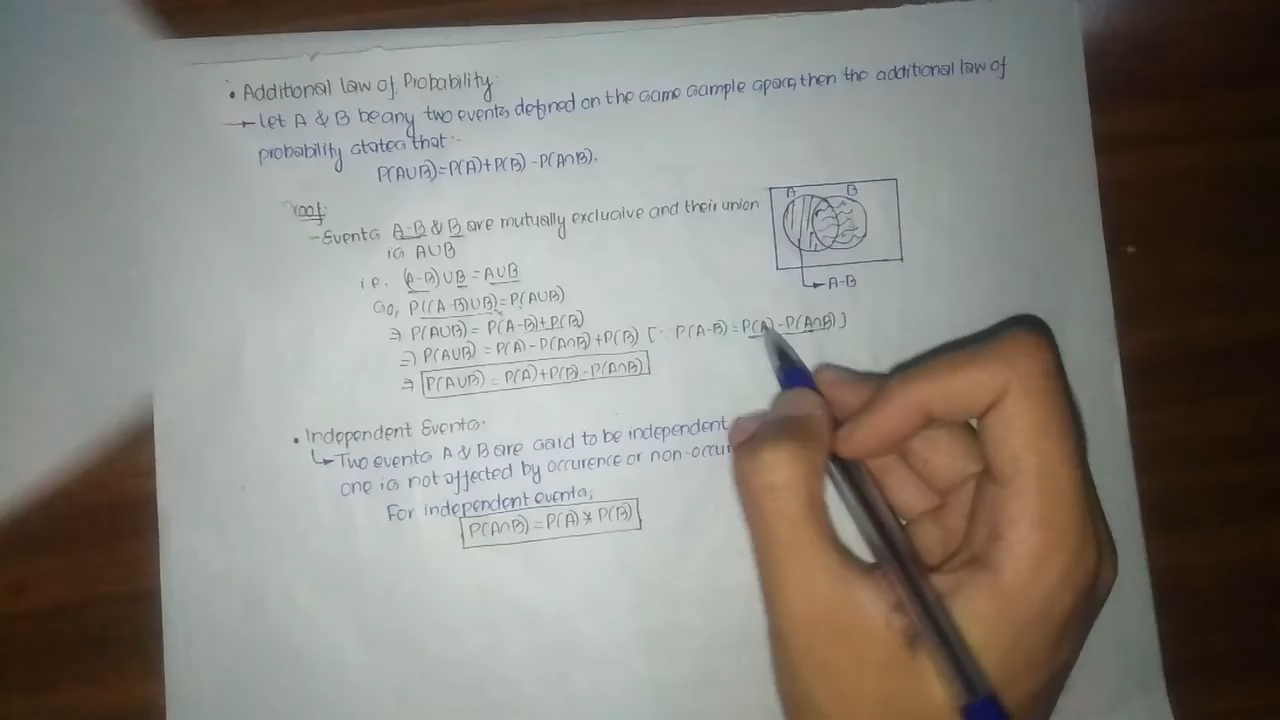 • Additional law of Probability
→ let A & B be any two events defined on the same sample space, then the additional law of
probability states that:-
P(A∪B)=P(A)+P(B)-P(A∩B).
Proof:
A B
- Events A-B & B are mutually exclusive and their union
is A∪B
i.e. (A-B)∪B = A∪B
A-B
So, P((A-B)∪B)=P(A∪B)
⇒ P(A∪B) = P(A-B)+P(B)
⇒ P(A∪B) = P(A)-P(A∩B)+P(B) [∵ P(A-B) = P(A)-P(A∩B)]
⇒ P(A∪B) = P(A)+P(B)-P(A∩B)
• Independent Events:
↳ Two events A & B are said to be independent
one is not affected by occurence or non-occur
For independent events,
P(A∩B) = P(A) * P(B)